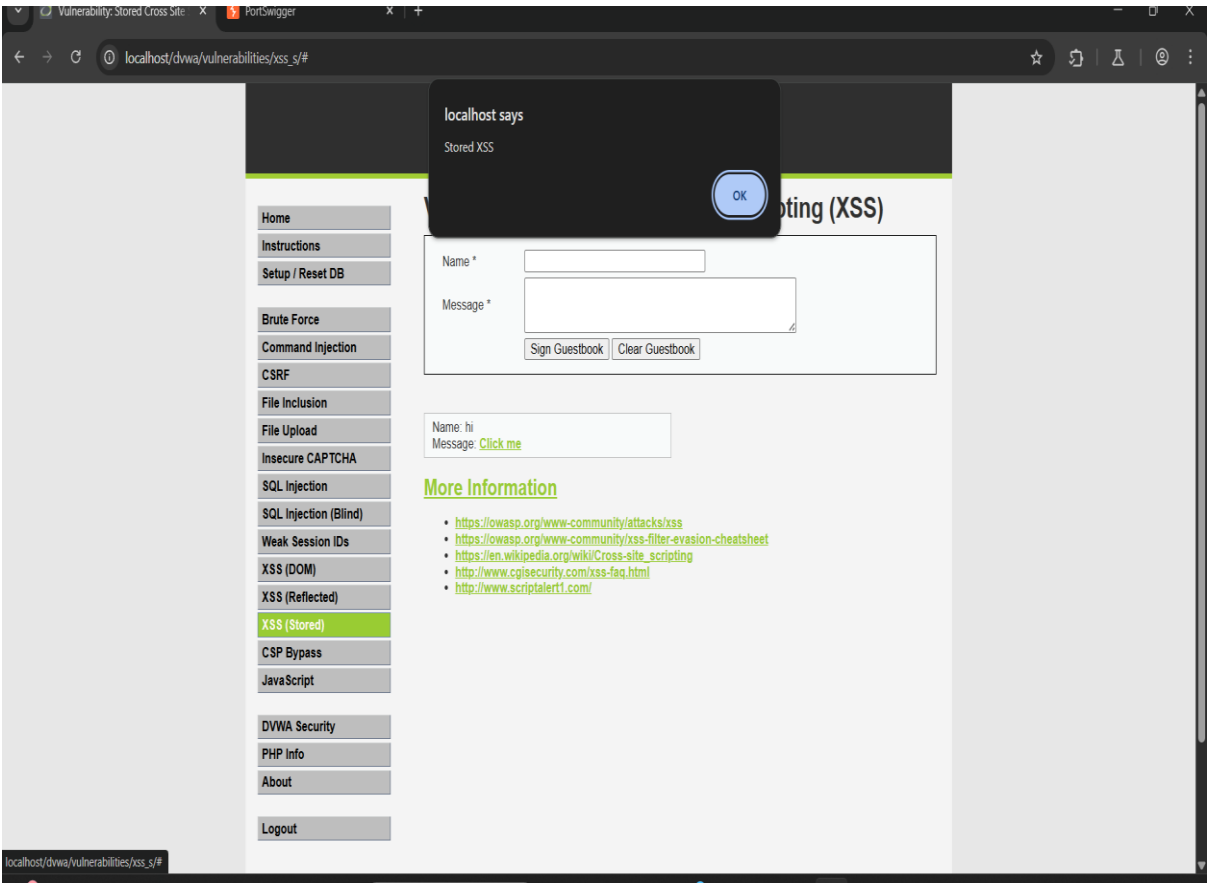 Vulnerability: Stored Cross Site
PortSwigger
localhost/dvwa/vulnerabilities/xss_s/#
localhost says
Stored XSS
OK
pting (XSS)
Home
Instructions
Setup / Reset DB
Brute Force
Command Injection
CSRF
File Inclusion
File Upload
Insecure CAPTCHA
SQL Injection
SQL Injection (Blind)
Weak Session IDs
XSS (DOM)
XSS (Reflected)
XSS (Stored)
CSP Bypass
JavaScript
DVWA Security
PHP Info
About
Logout
Name *
Message *
Sign Guestbook Clear Guestbook
Name: hi
Message: Click me
More Information
• https://owasp.org/www-community/attacks/xss
• https://owasp.org/www-community/xss-filter-evasion-cheatsheet
• https://en.wikipedia.org/wiki/Cross-site_scripting
• http://www.cgisecurity.com/xss-faq.html
• http://www.scriptalert1.com/
localhost/dvwa/vulnerabilities/xss_s/#